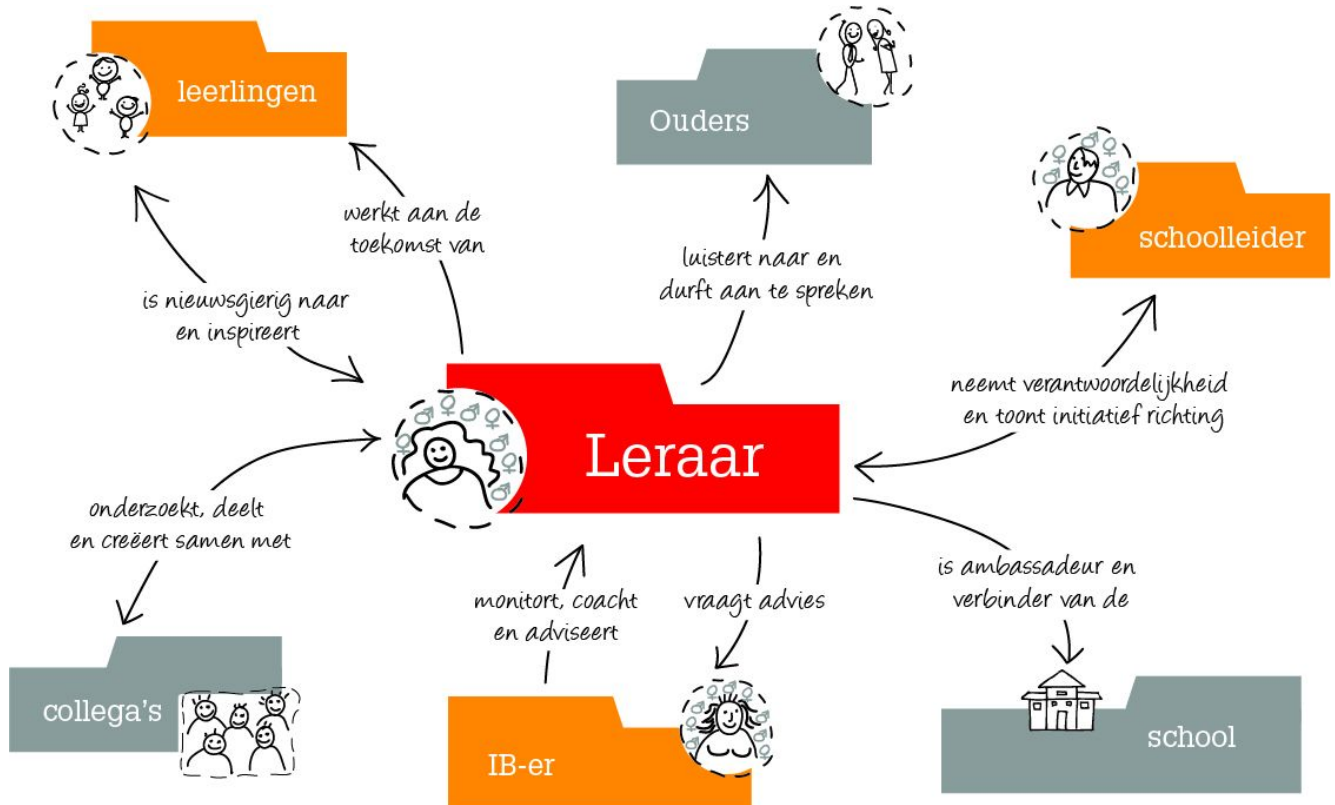 leerlingen
Ouders
schoolleider
werkt aan de
toekomst van
luistert naar en
durft aan te spreken
is nieuwsgierig naar
en inspireert
neemt verantwoordelijkheid
en toont initiatief richting
Leraar
onderzoekt, deelt
en creëert samen met
monitort, coacht
en adviseert
vraagt advies
is ambassadeur en
verbinder van de
collega's
IB-er
school